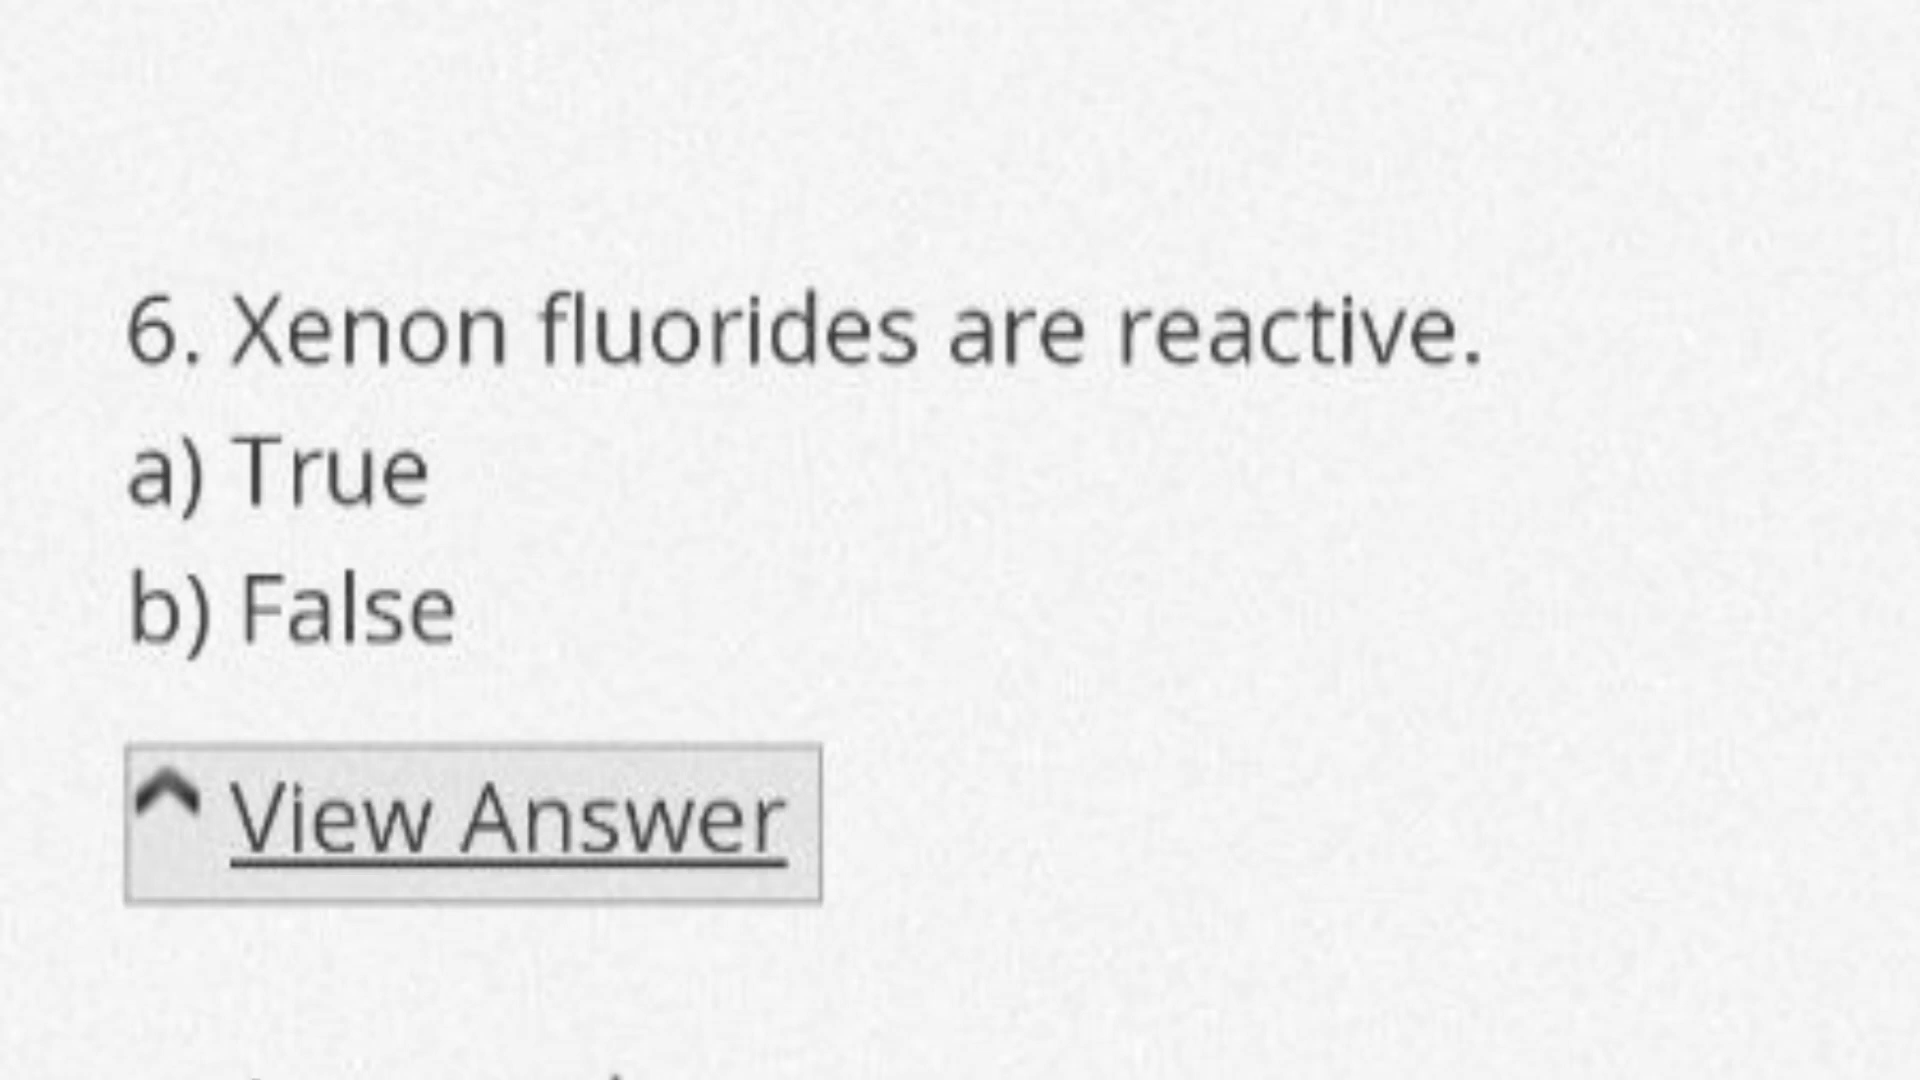 6. Xenon fluorides are reactive.
a) True
b) False
View Answer